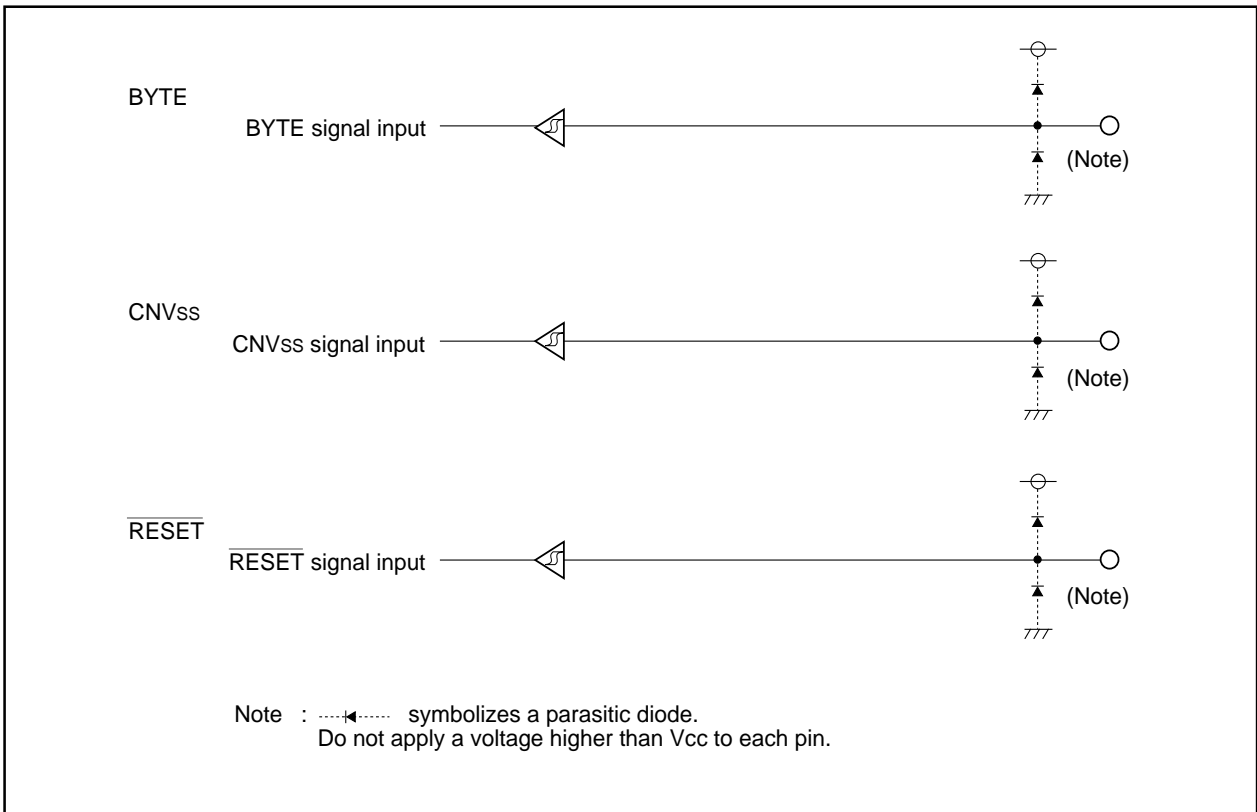 BYTE
BYTE signal input
(Note)
CNVss
CNVss signal input
(Note)
RESET
RESET signal input
(Note)
Note : symbolizes a parasitic diode.
Do not apply a voltage higher than Vcc to each pin.